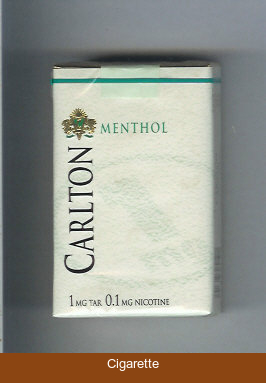 MENTHOL
CARLTON
1 MG TAR 0.1 MG NICOTINE
Cigarette